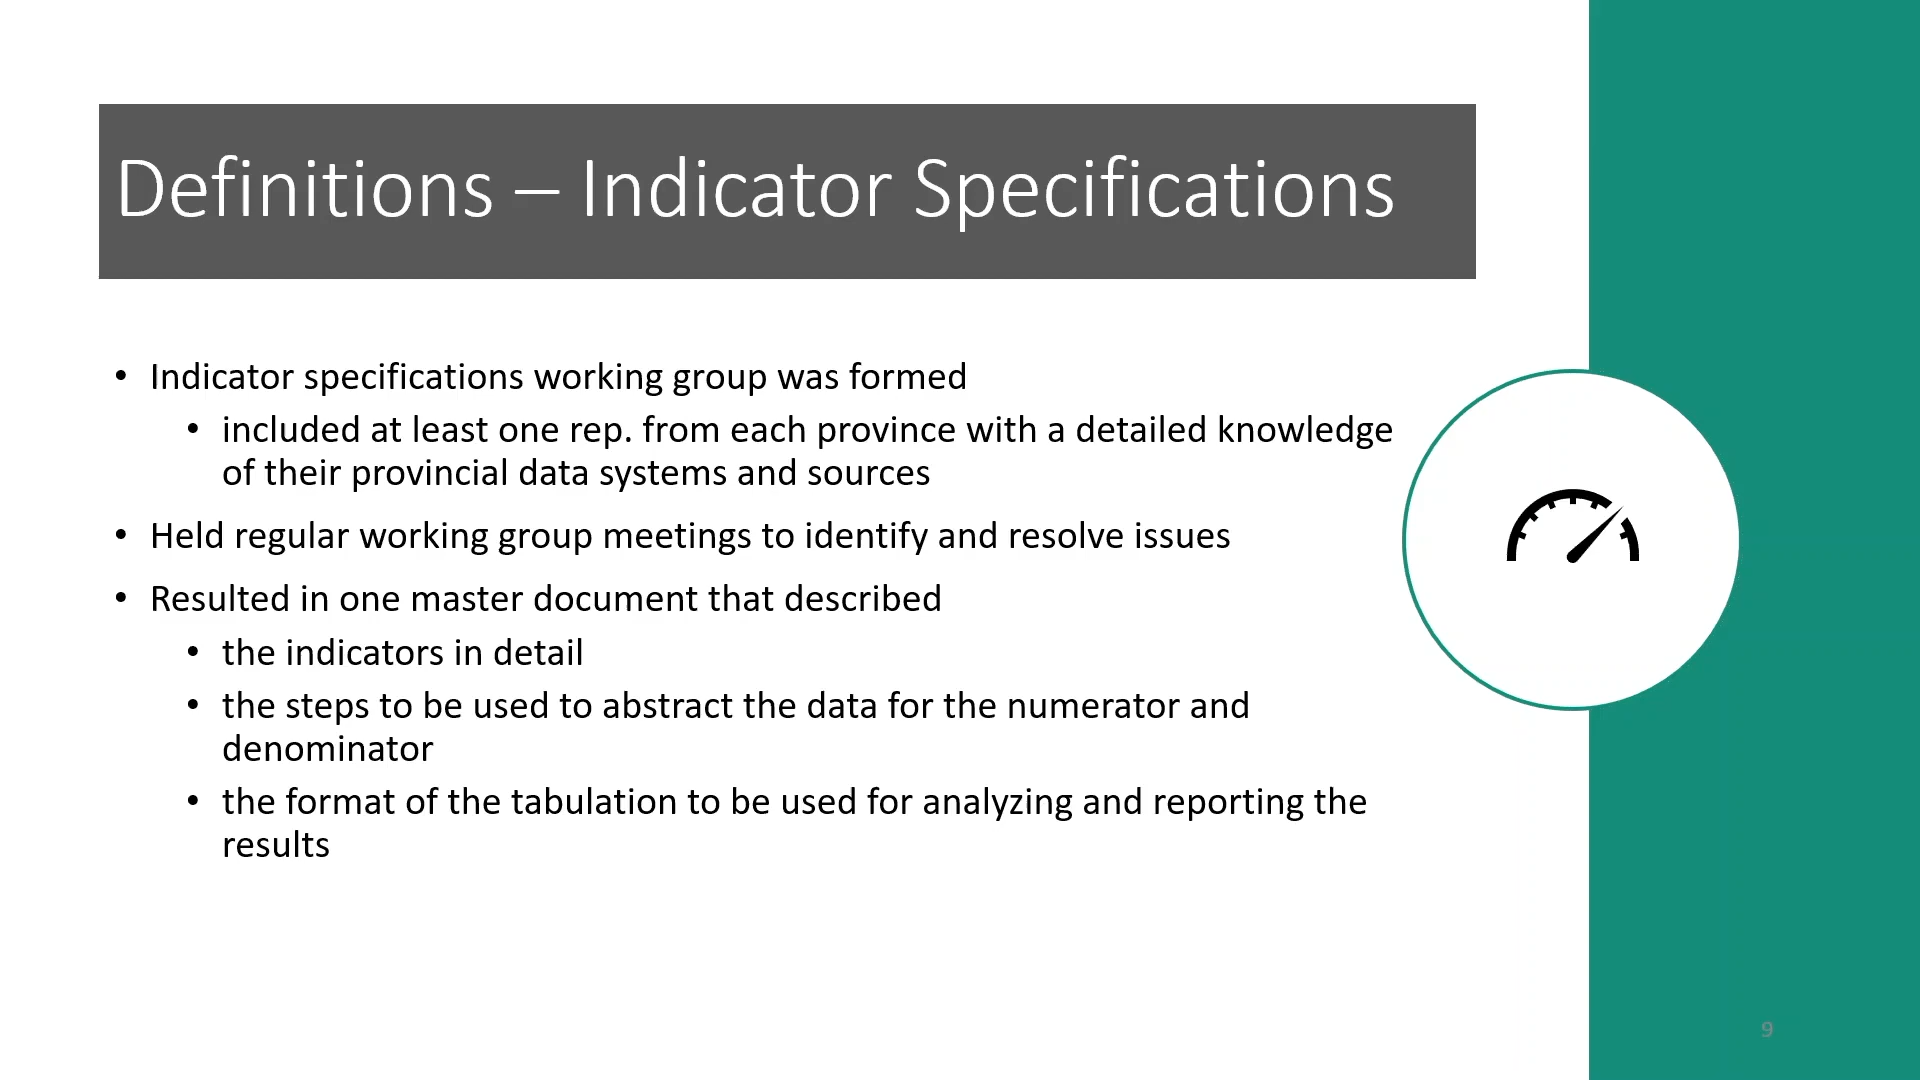 Definitions – Indicator Specifications
• Indicator specifications working group was formed
• included at least one rep. from each province with a detailed knowledge
of their provincial data systems and sources
• Held regular working group meetings to identify and resolve issues
• Resulted in one master document that described
• the indicators in detail
• the steps to be used to abstract the data for the numerator and
denominator
• the format of the tabulation to be used for analyzing and reporting the
results
9